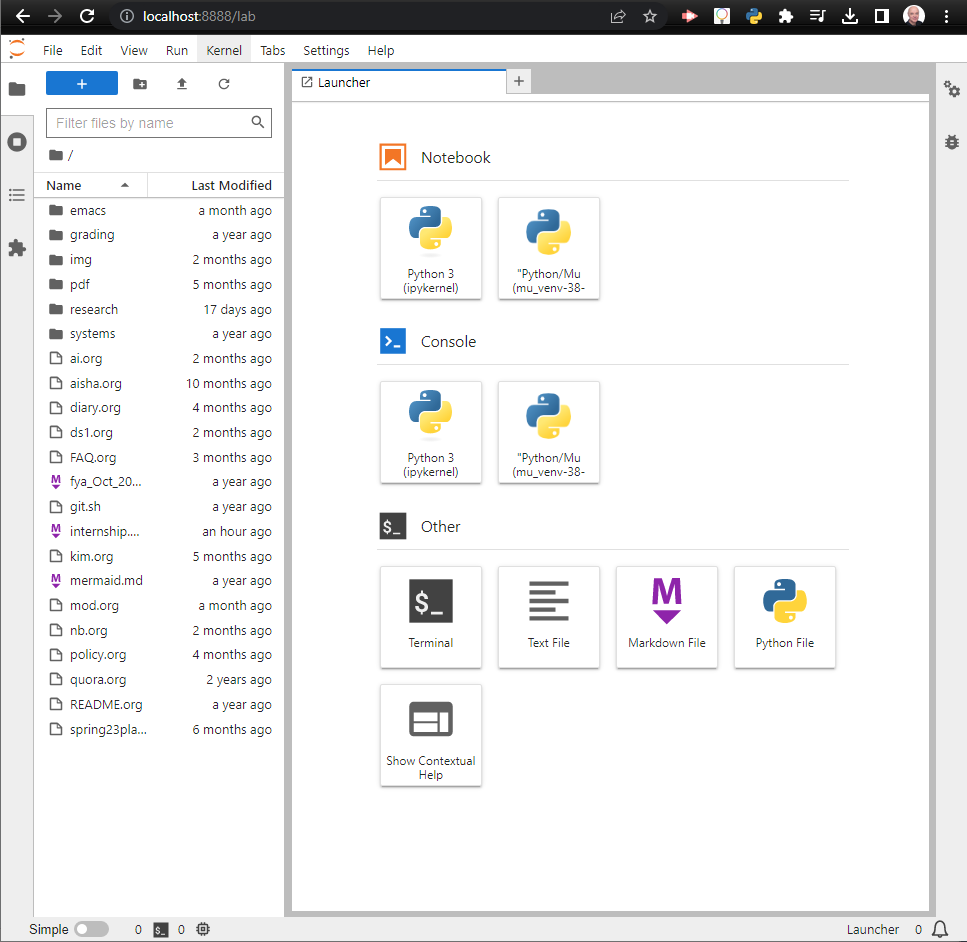 localhost:8888/lab
File Edit View Run Kernel Tabs Settings Help
+
Launcher
+
Filter files by name
/
Name Last Modified
emacs a month ago
grading a year ago
img 2 months ago
pdf 5 months ago
research 17 days ago
systems a year ago
ai.org 2 months ago
aisha.org 10 months ago
diary.org 4 months ago
ds1.org 2 months ago
FAQ.org 3 months ago
M fya_Oct_20... a year ago
git.sh a year ago
M internship.... an hour ago
kim.org 5 months ago
M mermaid.md a year ago
mod.org a month ago
nb.org 2 months ago
policy.org 4 months ago
quora.org 2 years ago
README.org a year ago
spring23pla... 6 months ago
Notebook
Python 3
(ipykernel)
"Python/Mu
(mu_venv-38-
>_ Console
Python 3
(ipykernel)
"Python/Mu
(mu_venv-38-
$_ Other
$_
Terminal
Text File
M
Markdown File
Python File
Show Contextual
Help
Simple 0 $_ 0
Launcher 0